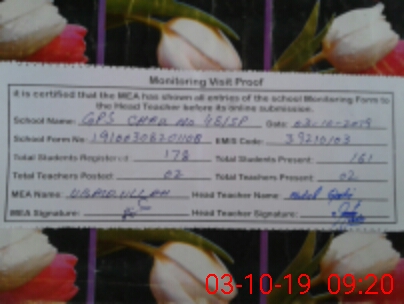 Monitoring Visit Proof
It is certified that the MEA has shown all entries of the school Monitoring Form to
the Head Teacher before its online submission.
School Name: GPS CHAK NO 48/SP Date: 03-10-2019
School Form No: EMIS Code: 39210103
Total Students Registered: 178 Total Students Present: 161
Total Teachers Posted: 02 Total Teachers Present: 02
MEA Name: UBAIDULLAH Head Teacher Name:
MEA Signature: Head Teacher Signature:
03-10-19 09:20